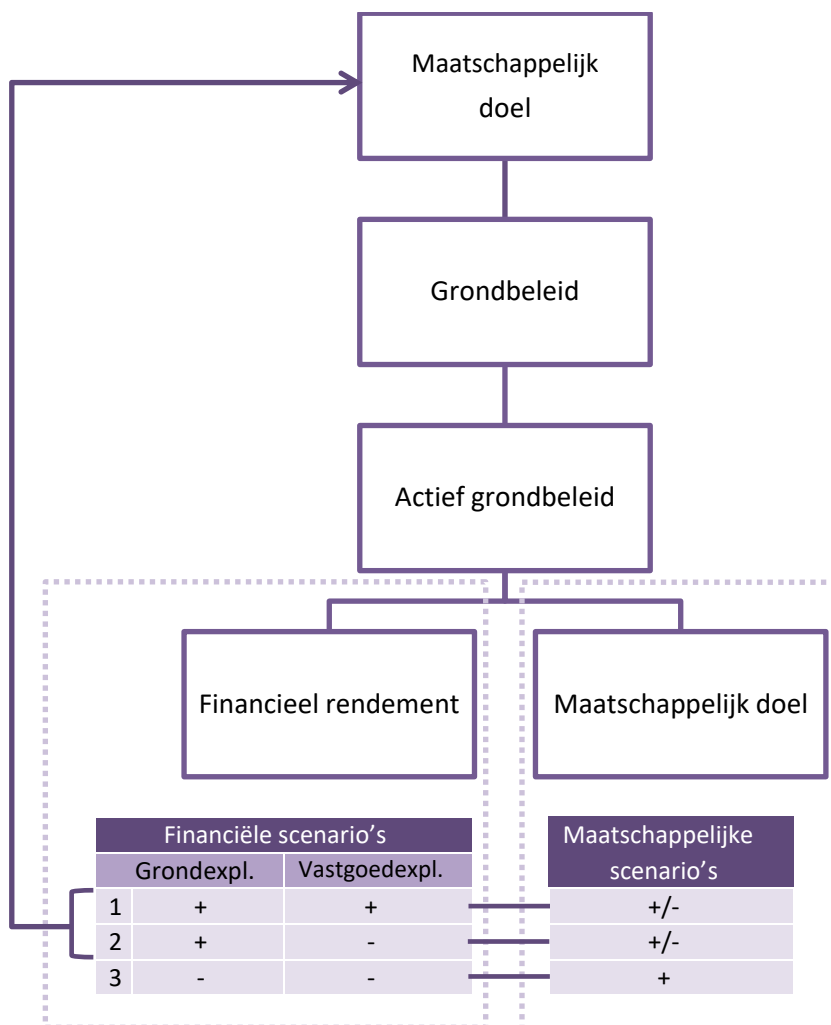 Maatschappelijk
doel
Grondbeleid
Actief grondbeleid
Financieel rendement
Maatschappelijk doel
Financiële scenario's
Grondexpl. Vastgoedexpl.
1 + +
2 + -
3 - -
Maatschappelijke
scenario's
+/-
+/-
+